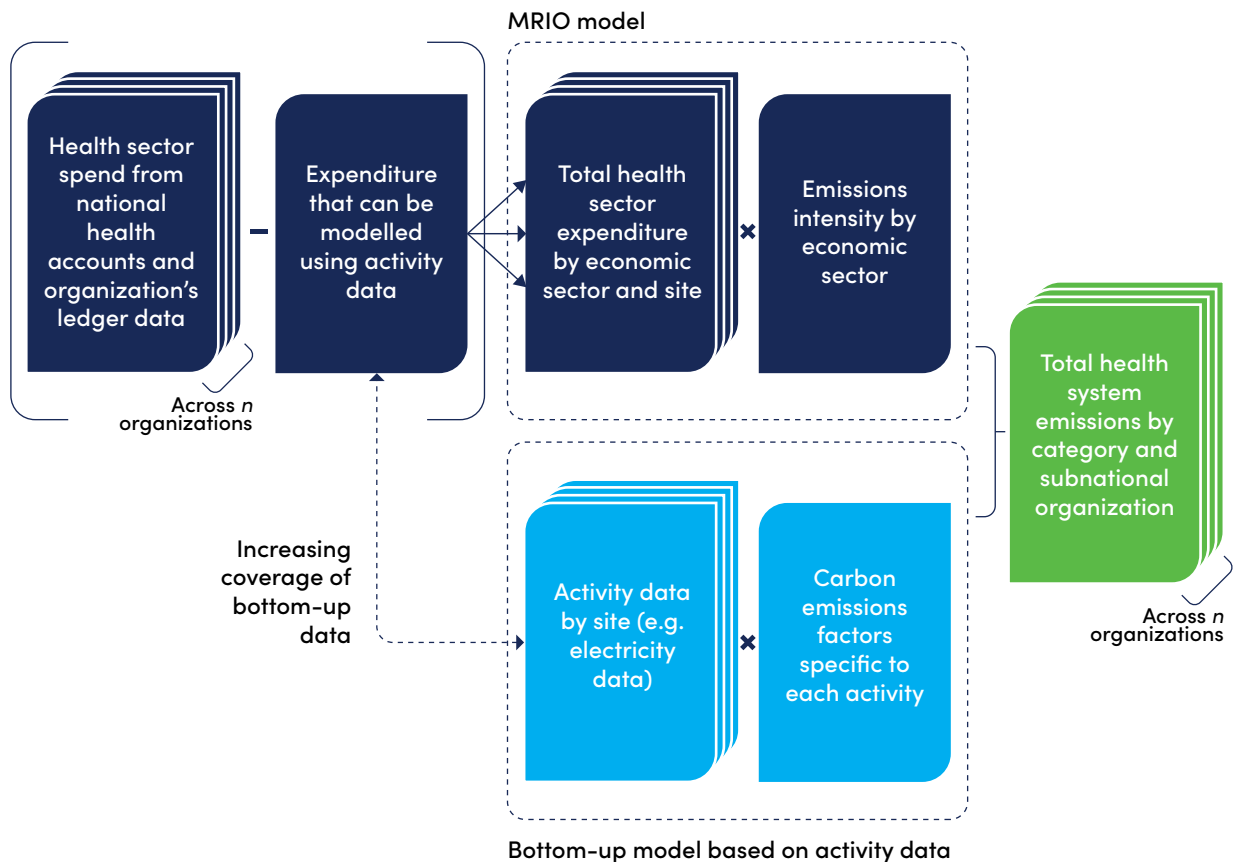 MRIO model
Health sector
spend from
national
health
accounts and
organization's
ledger data
–
Expenditure
that can be
modelled
using activity
data
Total health
sector
expenditure
by economic
sector and site
×
Emissions
intensity by
economic
sector
Across n
organizations
Total health
system
emissions by
category and
subnational
organization
Across n
organizations
Increasing
coverage of
bottom-up
data
Activity data
by site (e.g.
electricity
data)
×
Carbon
emissions
factors
specific to
each activity
Bottom-up model based on activity data